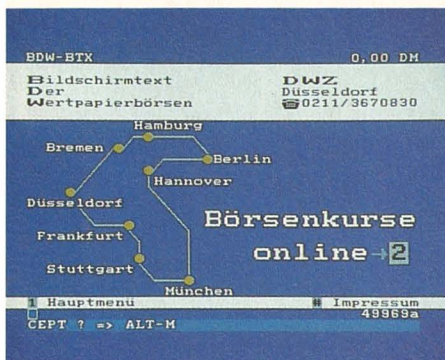 BDW-BTX 0,00 DM
Bildschirmtext DWZ
Der Düsseldorf
Wertpapierbörsen ☎0211/3670830
Hamburg
Bremen
Berlin
Hannover
Düsseldorf
Börsenkurse
Frankfurt
online→2
Stuttgart
München
1 Hauptmenü # Impressum
49969a
CEPT ? => ALT-M